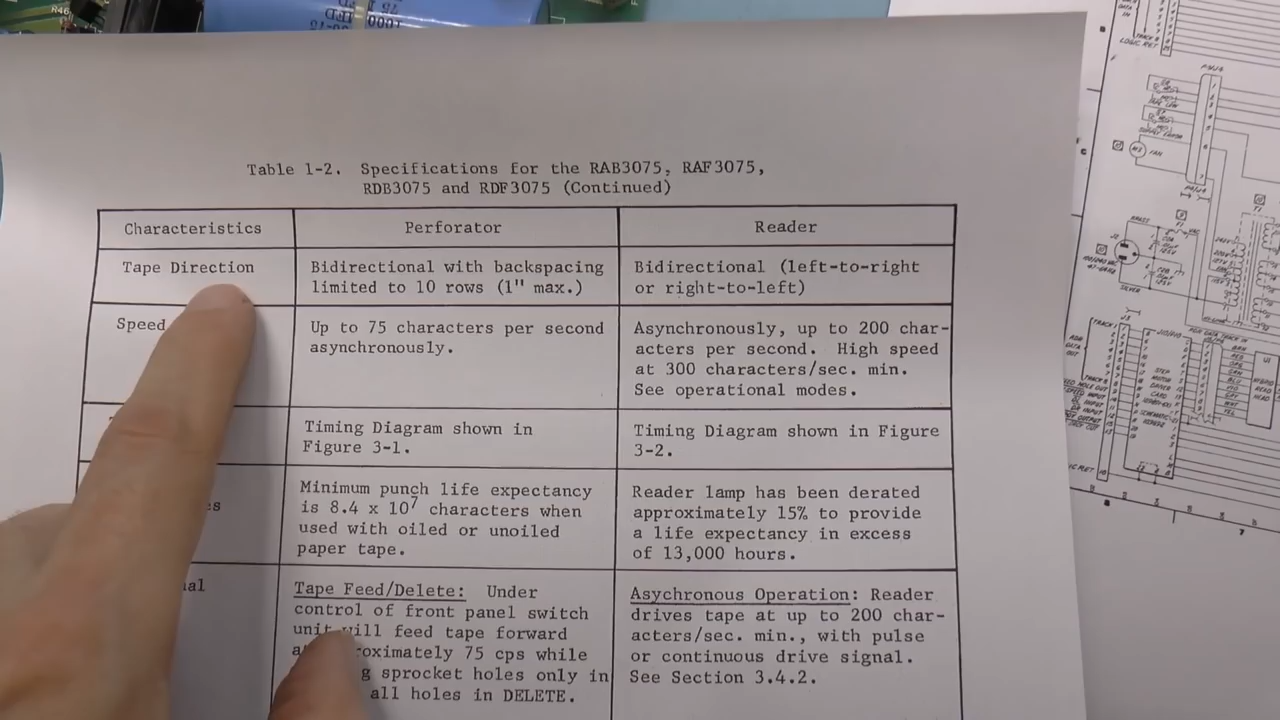 Table 1-2. Specifications for the RAB3075, RAF3075,
RDB3075 and RDF3075 (Continued)
Characteristics
Perforator
Reader
Tape Direction
Bidirectional with backspacing
limited to 10 rows (1" max.)
Bidirectional (left-to-right
or right-to-left)
Speed
Up to 75 characters per second
asynchronously.
Asynchronously, up to 200 char-
acters per second. High speed
at 300 characters/sec. min.
See operational modes.
Timing Diagram shown in
Figure 3-1.
Timing Diagram shown in Figure
3-2.
Minimum punch life expectancy
is 8.4 x 10⁷ characters when
used with oiled or unoiled
paper tape.
Reader lamp has been derated
approximately 15% to provide
a life expectancy in excess
of 13,000 hours.
Tape Feed/Delete: Under
control of front panel switch
unit will feed tape forward
75 cps while
sprocket holes only in
all holes in DELETE.
Asychronous Operation: Reader
drives tape at up to 200 char-
acters/sec. min., with pulse
or continuous drive signal.
See Section 3.4.2.
LOGIC RET
FAN